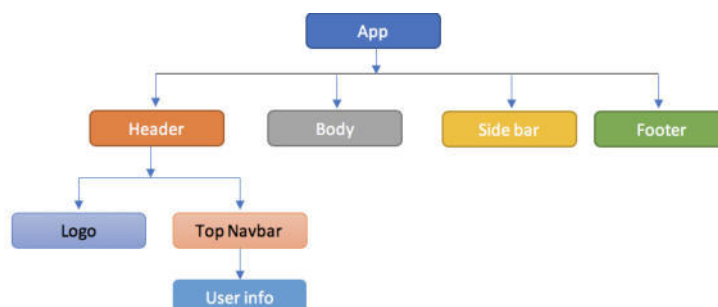 App
Header
Body
Side bar
Footer
Logo
Top Navbar
User info